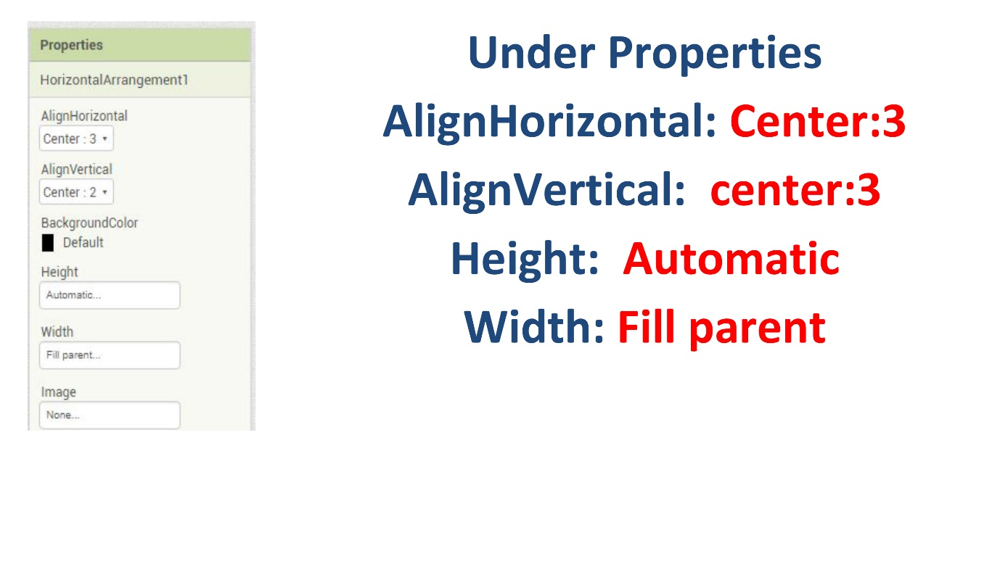 Properties
HorizontalArrangement1
AlignHorizontal
Center : 3
AlignVertical
Center : 2
BackgroundColor
Default
Height
Automatic...
Width
Fill parent...
Image
None...
Under Properties
AlignHorizontal: Center:3
AlignVertical: center:3
Height: Automatic
Width: Fill parent